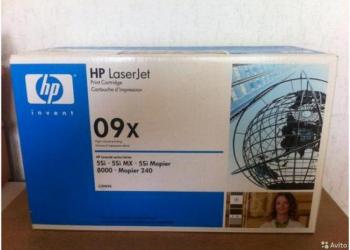 hp
invent
HP LaserJet
Print Cartridge
Cartouche d'impression
09x
5Si · 5Si MX · 5Si Mopier
8000 · Mopier 240
Avito